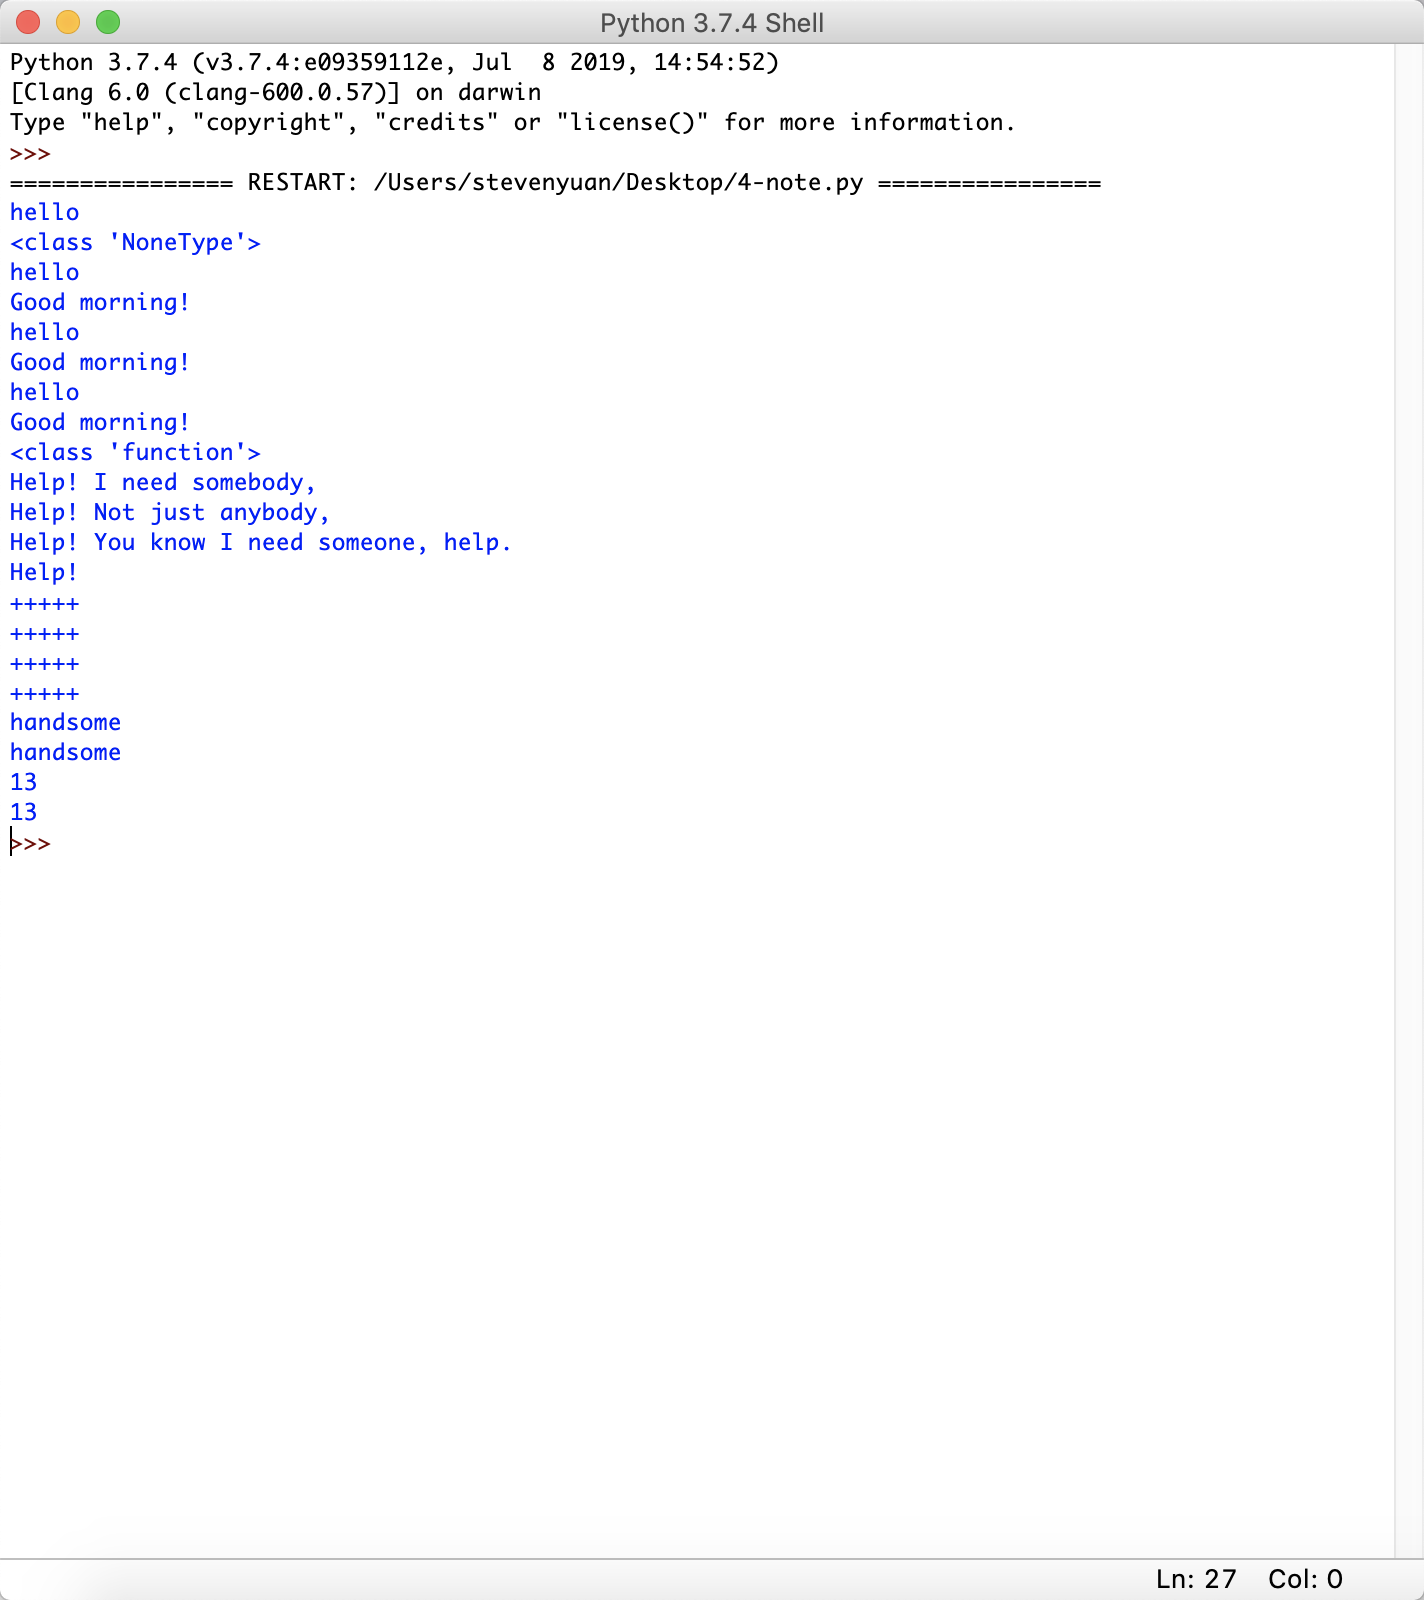 Python 3.7.4 Shell
Python 3.7.4 (v3.7.4:e09359112e, Jul  8 2019, 14:54:52)
[Clang 6.0 (clang-600.0.57)] on darwin
Type "help", "copyright", "credits" or "license()" for more information.
>>>
================ RESTART: /Users/stevenyuan/Desktop/4-note.py ================
hello
<class 'NoneType'>
hello
Good morning!
hello
Good morning!
hello
Good morning!
<class 'function'>
Help! I need somebody,
Help! Not just anybody,
Help! You know I need someone, help.
Help!
+++++
+++++
+++++
+++++
handsome
handsome
13
13
>>>
Ln: 27  Col: 0